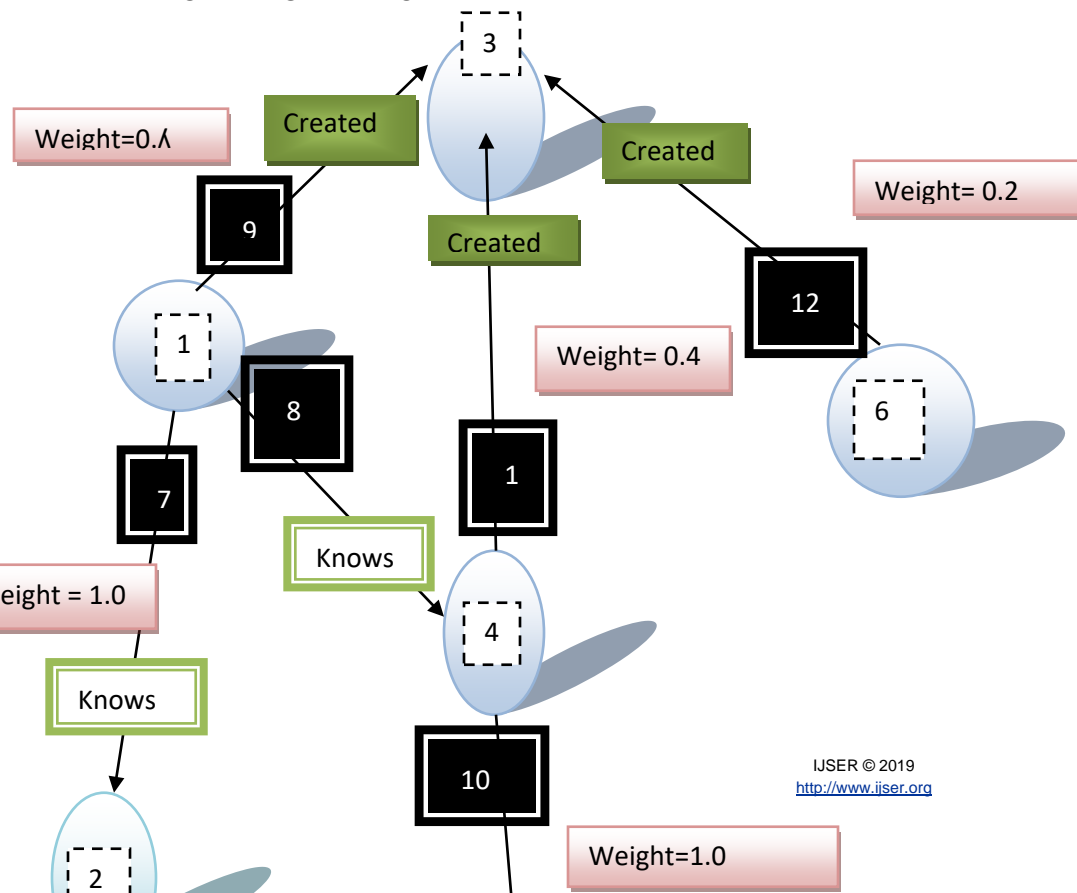 3
Created
Weight=0.
Created
Weight= 0.2
9
Created
12
1
Weight= 0.4
8
6
7
1
Knows
eight = 1.0
4
Knows
10
IJSER © 2019
http://www.ijser.org
Weight=1.0
2